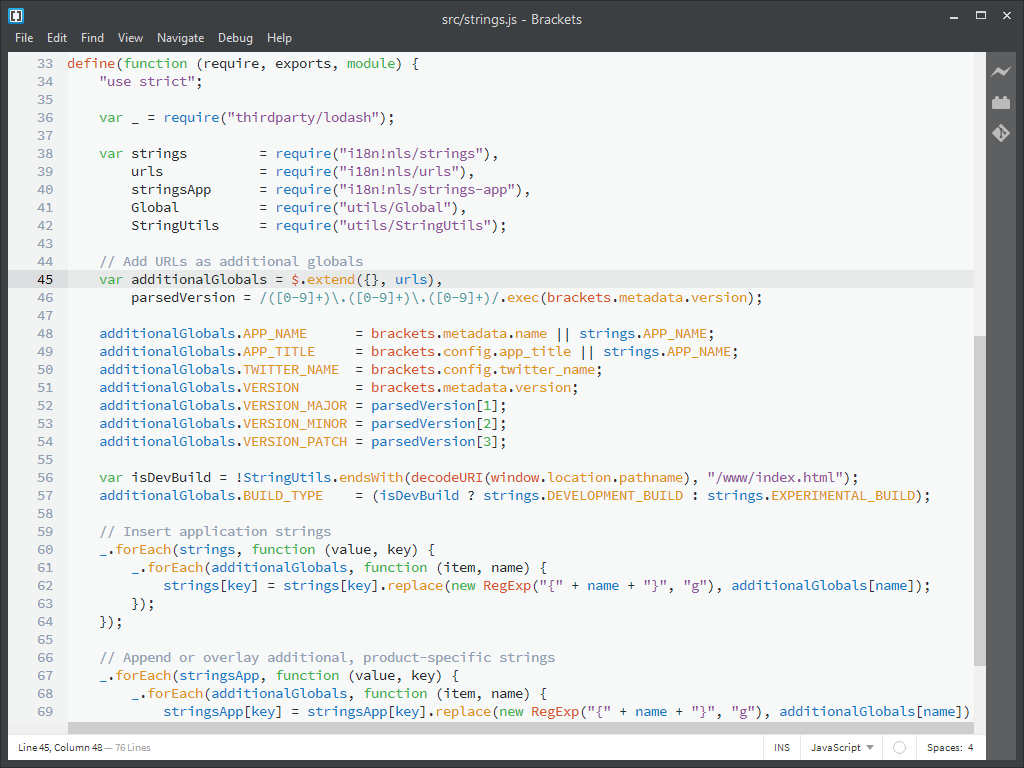 src/strings.js - Brackets
File Edit Find View Navigate Debug Help
33 define(function (require, exports, module) {
34     "use strict";
35
36     var _ = require("thirdparty/lodash");
37
38     var strings         = require("i18n!nls/strings"),
39         urls            = require("i18n!nls/urls"),
40         stringsApp      = require("i18n!nls/strings-app"),
41         Global          = require("utils/Global"),
42         StringUtils     = require("utils/StringUtils");
43
44     // Add URLs as additional globals
45     var additionalGlobals = $.extend({}, urls),
46         parsedVersion = /([0-9]+)\.([0-9]+)\.([0-9]+)/.exec(brackets.metadata.version);
47
48     additionalGlobals.APP_NAME      = brackets.metadata.name || strings.APP_NAME;
49     additionalGlobals.APP_TITLE     = brackets.config.app_title || strings.APP_NAME;
50     additionalGlobals.TWITTER_NAME  = brackets.config.twitter_name;
51     additionalGlobals.VERSION       = brackets.metadata.version;
52     additionalGlobals.VERSION_MAJOR = parsedVersion[1];
53     additionalGlobals.VERSION_MINOR = parsedVersion[2];
54     additionalGlobals.VERSION_PATCH = parsedVersion[3];
55
56     var isDevBuild = !StringUtils.endsWith(decodeURI(window.location.pathname), "/www/index.html");
57     additionalGlobals.BUILD_TYPE    = (isDevBuild ? strings.DEVELOPMENT_BUILD : strings.EXPERIMENTAL_BUILD);
58
59     // Insert application strings
60     _.forEach(strings, function (value, key) {
61         _.forEach(additionalGlobals, function (item, name) {
62             strings[key] = strings[key].replace(new RegExp("{" + name + "}", "g"), additionalGlobals[name]);
63         });
64     });
65
66     // Append or overlay additional, product-specific strings
67     _.forEach(stringsApp, function (value, key) {
68         _.forEach(additionalGlobals, function (item, name) {
69             stringsApp[key] = stringsApp[key].replace(new RegExp("{" + name + "}", "g"), additionalGlobals[name])
Line 45, Column 48 — 76 Lines INS JavaScript Spaces: 4